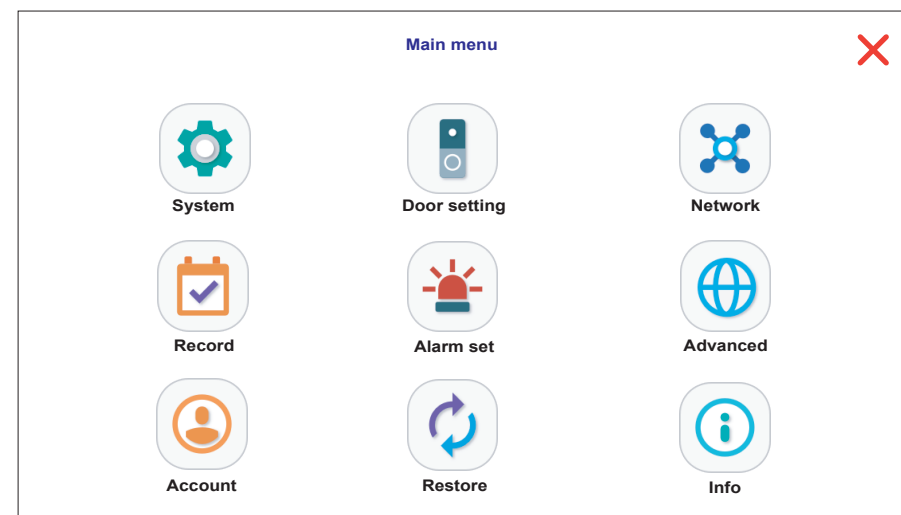 Main menu
System
Door setting
Network
Record
Alarm set
Advanced
Account
Restore
Info